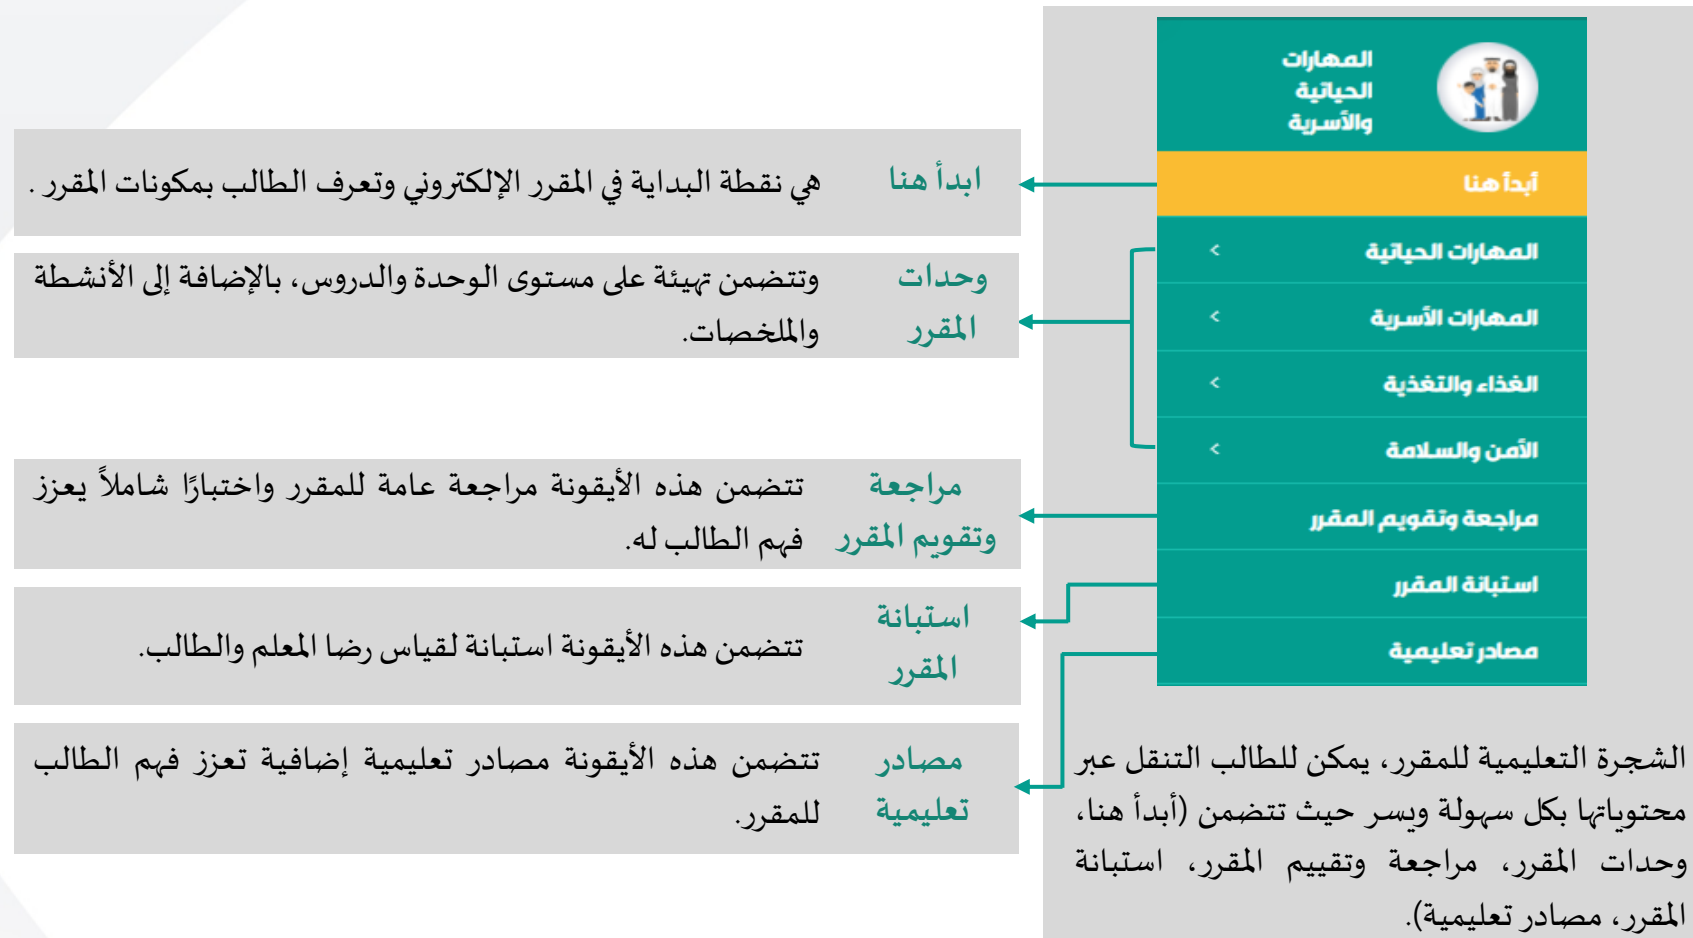 المهارات
الحياتية
والأسرية
أبدأ هنا
المهارات الحياتية
المهارات الأسرية
الغذاء والتغذية
الأمن والسلامة
مراجعة وتقويم المقرر
استبانة المقرر
مصادر تعليمية
الشجرة التعليمية للمقرر، يمكن للطالب التنقل عبر
محتوياتها بكل سهولة ويسر حيث تتضمن (أبدأ هنا،
وحدات المقرر، مراجعة وتقييم المقرر، استبانة
المقرر، مصادر تعليمية).
ابدأ هنا
هي نقطة البداية في المقرر الإلكتروني وتعرف الطالب بمكونات المقرر .
وحدات
المقرر
وتتضمن تهيئة على مستوى الوحدة والدروس، بالإضافة إلى الأنشطة
والملخصات.
مراجعة
وتقويم المقرر
تتضمن هذه الأيقونة مراجعة عامة للمقرر واختبارًا شاملاً يعزز
فهم الطالب له.
استبانة
المقرر
تتضمن هذه الأيقونة استبانة لقياس رضا المعلم والطالب.
مصادر
تعليمية
تتضمن هذه الأيقونة مصادر تعليمية إضافية تعزز فهم الطالب
للمقرر.